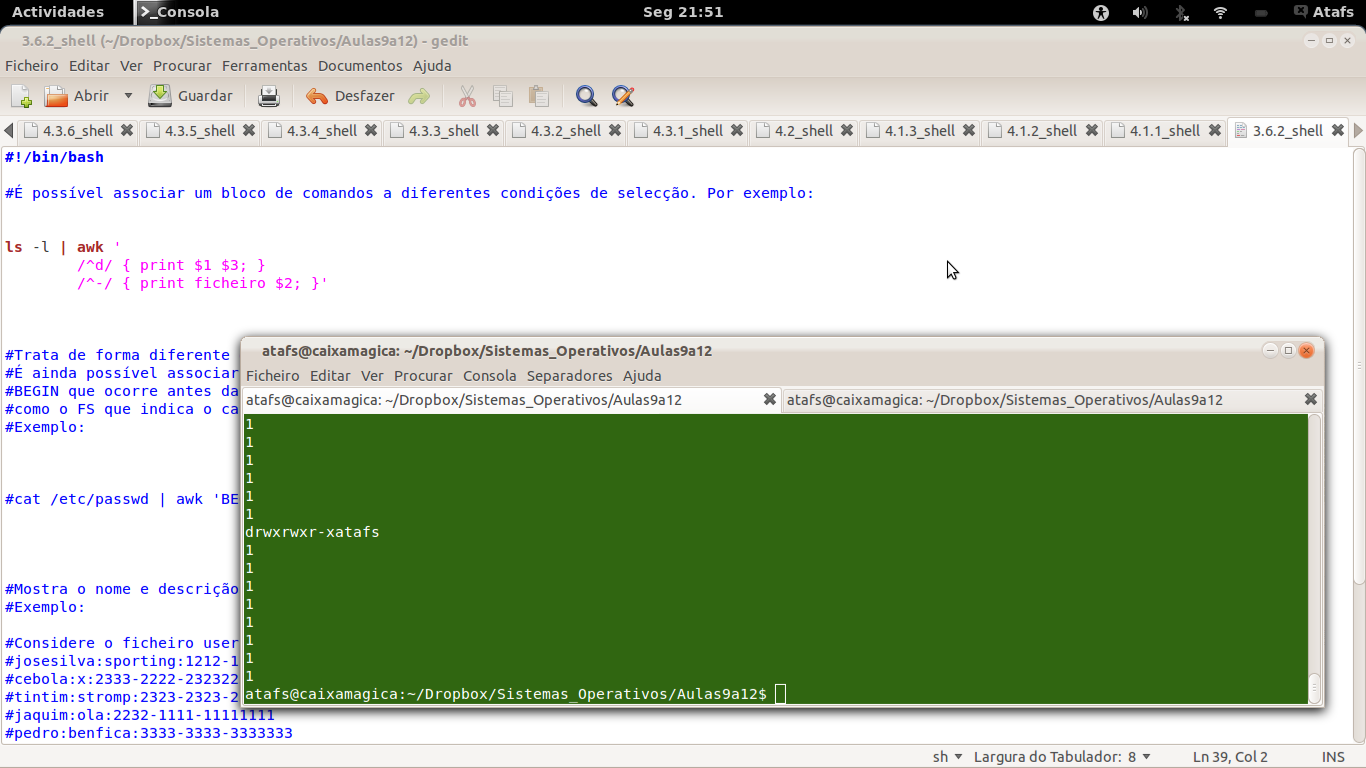 Actividades
Consola
Seg 21:51
Atafs
3.6.2_shell (~/Dropbox/Sistemas_Operativos/Aulas9a12) - gedit
Ficheiro Editar Ver Procurar Ferramentas Documentos Ajuda
Abrir Guardar Desfazer
4.3.6_shell 4.3.5_shell 4.3.4_shell 4.3.3_shell 4.3.2_shell 4.3.1_shell 4.2_shell 4.1.3_shell 4.1.2_shell 4.1.1_shell 3.6.2_shell
#!/bin/bash
#É possível associar um bloco de comandos a diferentes condições de selecção. Por exemplo:
ls -l | awk '
/^d/ { print $1 $3; }
/^-/ { print ficheiro $2; }'
#Trata de forma diferente
#É ainda possível associar
#BEGIN que ocorre antes da
#como o FS que indica o ca
#Exemplo:
#cat /etc/passwd | awk 'BE
#Mostra o nome e descrição
#Exemplo:
#Considere o ficheiro user
#josesilva:sporting:1212-1
#cebola:x:2333-2222-232322
#tintim:stromp:2323-2323-2
#jaquim:ola:2232-1111-11111111
#pedro:benfica:3333-3333-3333333
atafs@caixamagica: ~/Dropbox/Sistemas_Operativos/Aulas9a12
Ficheiro Editar Ver Procurar Consola Separadores Ajuda
atafs@caixamagica: ~/Dropbox/Sistemas_Operativos/Aulas9a12 atafs@caixamagica: ~/Dropbox/Sistemas_Operativos/Aulas9a12
1
1
1
1
1
1
drwxrwxr-xatafs
1
1
1
1
1
1
1
1
atafs@caixamagica:~/Dropbox/Sistemas_Operativos/Aulas9a12$
sh Largura do Tabulador: 8 Ln 39, Col 2 INS